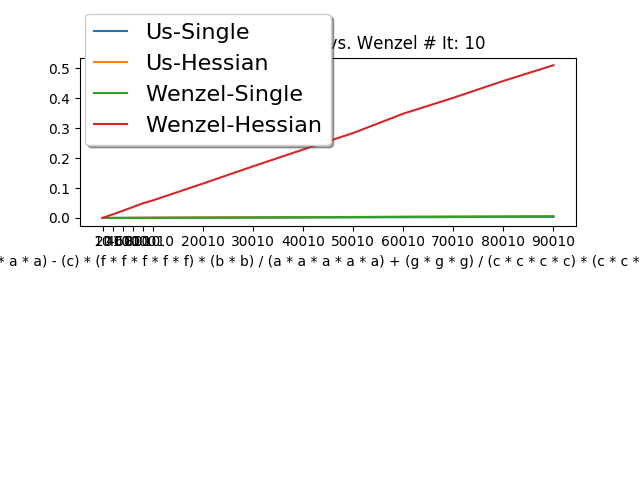 Us-Single
Us-Hessian
Wenzel-Single
Wenzel-Hessian
vs. Wenzel # It: 10
0.5
0.4
0.3
0.2
0.1
0.0
10010 20010 30010 40010 50010 60010 70010 80010 90010
* a * a) - (c) * (f * f * f * f * f) * (b * b) / (a * a * a * a * a) + (g * g * g) / (c * c * c * c) * (c * c *